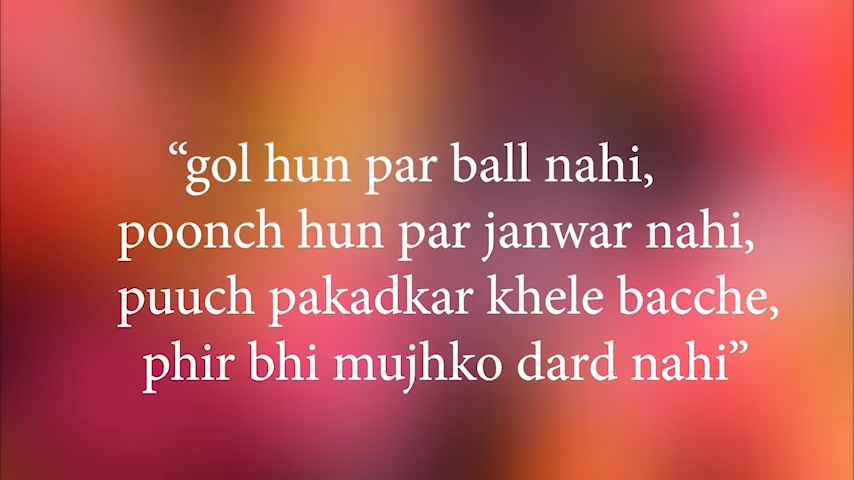 “gol hun par ball nahi,
poonch hun par janwar nahi,
puuch pakadkar khele bacche,
phir bhi mujhko dard nahi”